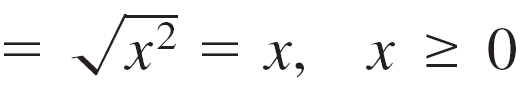 = √x² = x, x ≥ 0